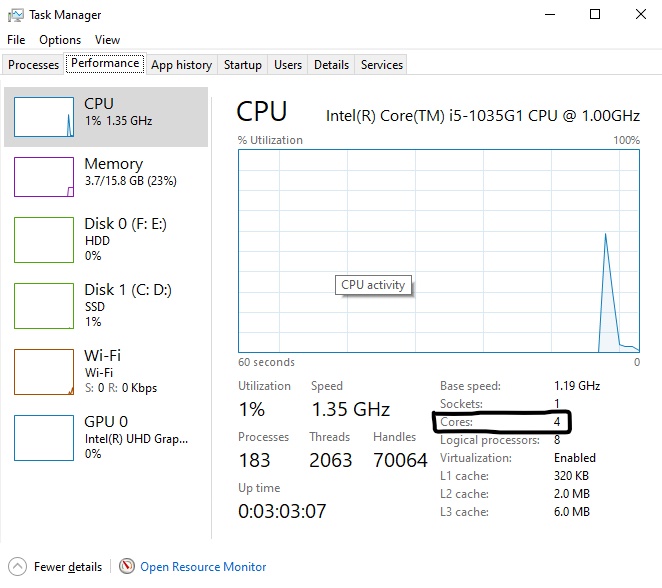 Task Manager
File Options View
Processes Performance App history Startup Users Details Services
CPU
1% 1.35 GHz
Memory
3.7/15.8 GB (23%)
Disk 0 (F: E:)
HDD
0%
Disk 1 (C: D:)
SSD
1%
Wi-Fi
Wi-Fi
S: 0 R: 0 Kbps
GPU 0
Intel(R) UHD Grap...
0%
CPU Intel(R) Core(TM) i5-1035G1 CPU @ 1.00GHz
% Utilization 100%
CPU activity
60 seconds 0
Utilization Speed
1% 1.35 GHz
Processes Threads Handles
183 2063 70064
Up time
0:03:03:07
Base speed: 1.19 GHz
Sockets: 1
Cores: 4
Logical processors: 8
Virtualization: Enabled
L1 cache: 320 KB
L2 cache: 2.0 MB
L3 cache: 6.0 MB
Fewer details Open Resource Monitor